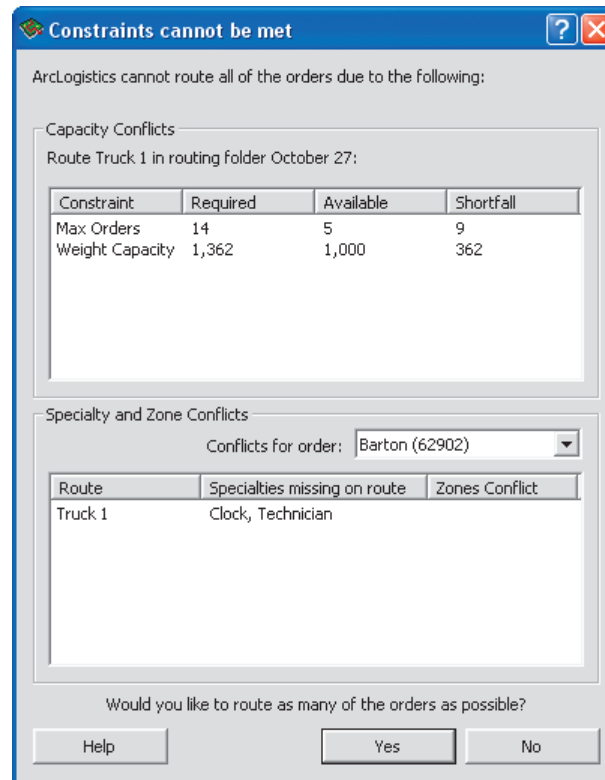 Constraints cannot be met
ArcLogistics cannot route all of the orders due to the following:
Capacity Conflicts
Route Truck 1 in routing folder October 27:
Constraint Required Available Shortfall
Max Orders 14 5 9
Weight Capacity 1,362 1,000 362
Specialty and Zone Conflicts
Conflicts for order: Barton (62902)
Route Specialties missing on route Zones Conflict
Truck 1 Clock, Technician
Would you like to route as many of the orders as possible?
Help Yes No